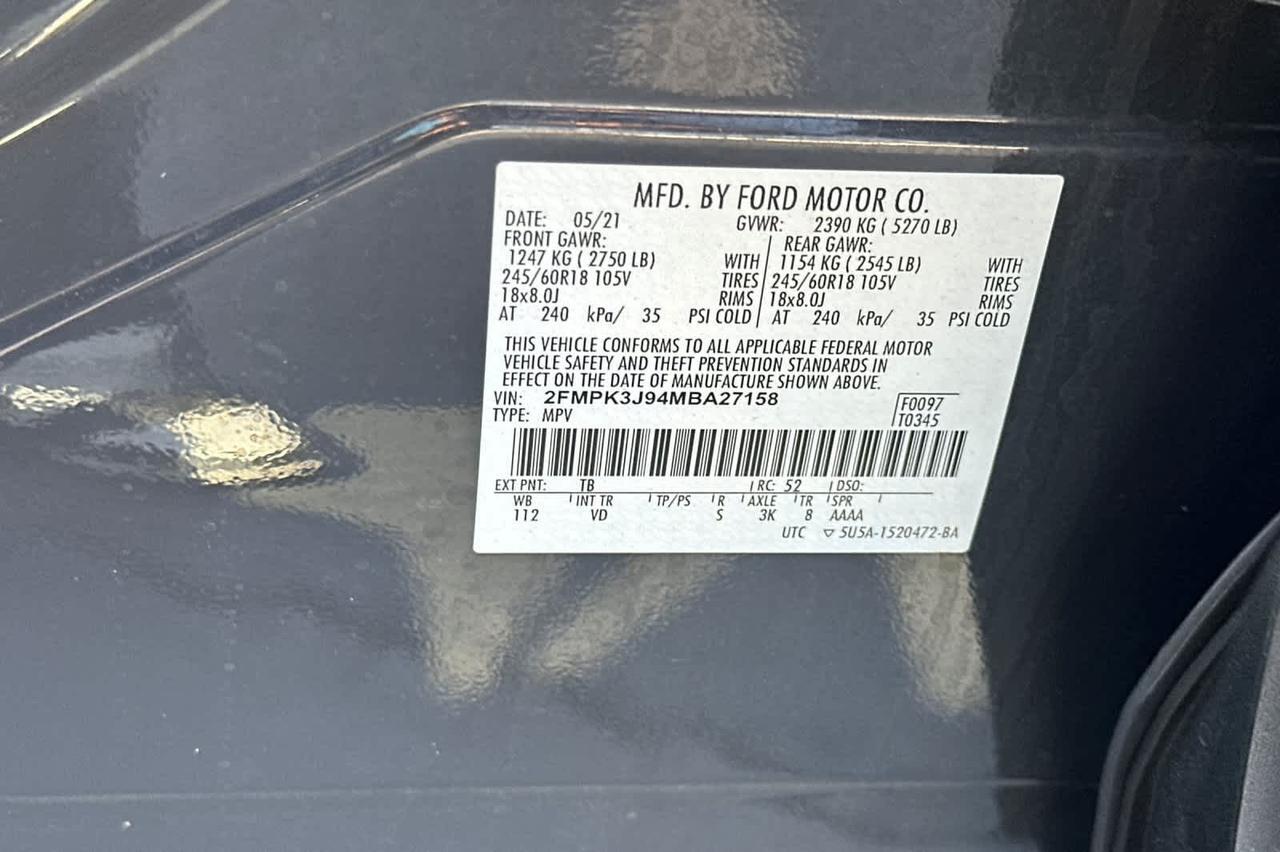 MFD. BY FORD MOTOR CO.
DATE: 05/21 GVWR: 2390 KG ( 5270 LB)
FRONT GAWR: REAR GAWR:
1247 KG ( 2750 LB) WITH 1154 KG ( 2545 LB) WITH
245/60R18 105V TIRES 245/60R18 105V TIRES
18x8.0J RIMS 18x8.0J RIMS
AT 240 kPa/ 35 PSI COLD AT 240 kPa/ 35 PSI COLD
THIS VEHICLE CONFORMS TO ALL APPLICABLE FEDERAL MOTOR
VEHICLE SAFETY AND THEFT PREVENTION STANDARDS IN
EFFECT ON THE DATE OF MANUFACTURE SHOWN ABOVE.
VIN: 2FMPK3J94MBA27158 F0097
TYPE: MPV T0345
EXT PNT: TB RC: 52 DSO:
WB INT TR TP/PS R AXLE TR SPR
112 VD S 3K 8 AAAA
UTC ▽ 5U5A-1520472-BA